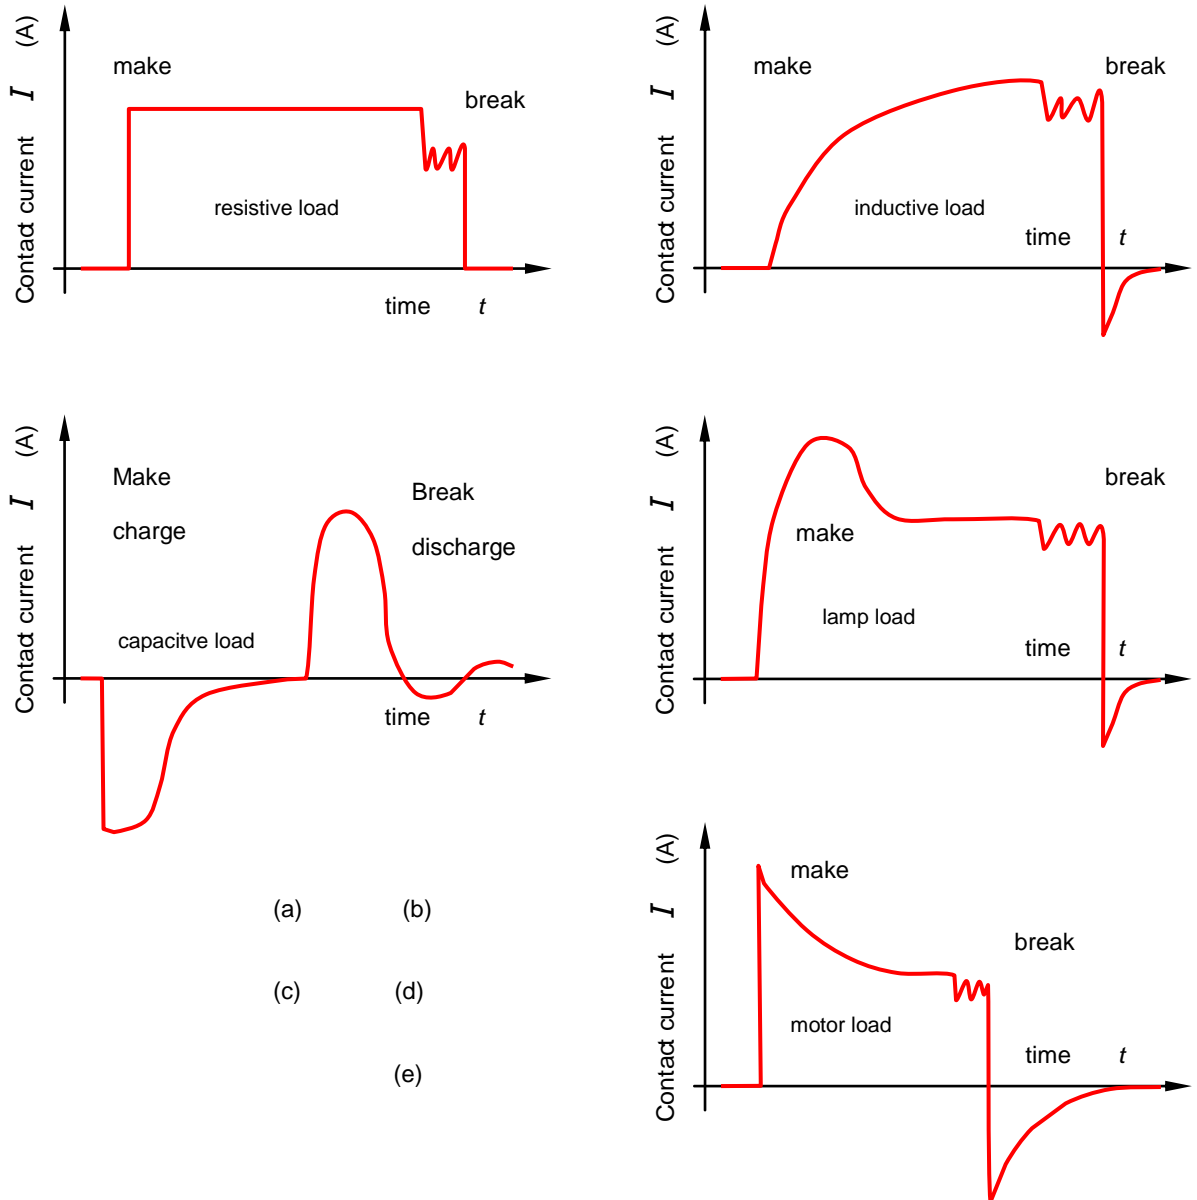 Contact current I (A)
make
break
resistive load
time t
Contact current I (A)
make
break
inductive load
time t
Contact current I (A)
Make
charge
Break
discharge
capacitve load
time t
Contact current I (A)
break
make
lamp load
time t
(a) (b)
(c) (d)
(e)
Contact current I (A)
make
break
motor load
time t